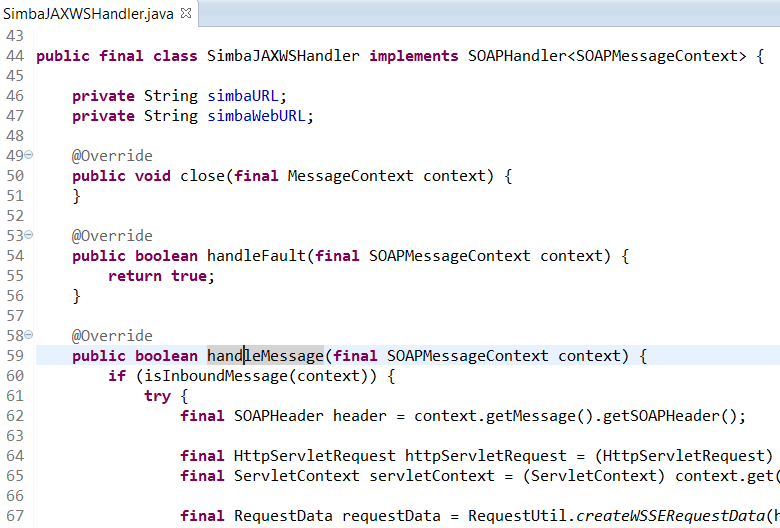 SimbaJAXWSHandler.java
43
44 public final class SimbaJAXWSHandler implements SOAPHandler<SOAPMessageContext> {
45
46     private String simbaURL;
47     private String simbaWebURL;
48
49     @Override
50     public void close(final MessageContext context) {
51     }
52
53     @Override
54     public boolean handleFault(final SOAPMessageContext context) {
55         return true;
56     }
57
58     @Override
59     public boolean handleMessage(final SOAPMessageContext context) {
60         if (isInboundMessage(context)) {
61             try {
62                 final SOAPHeader header = context.getMessage().getSOAPHeader();
63
64                 final HttpServletRequest httpServletRequest = (HttpServletRequest)
65                 final ServletContext servletContext = (ServletContext) context.get(
66
67                 final RequestData requestData = RequestUtil.createWSSERequestData(h